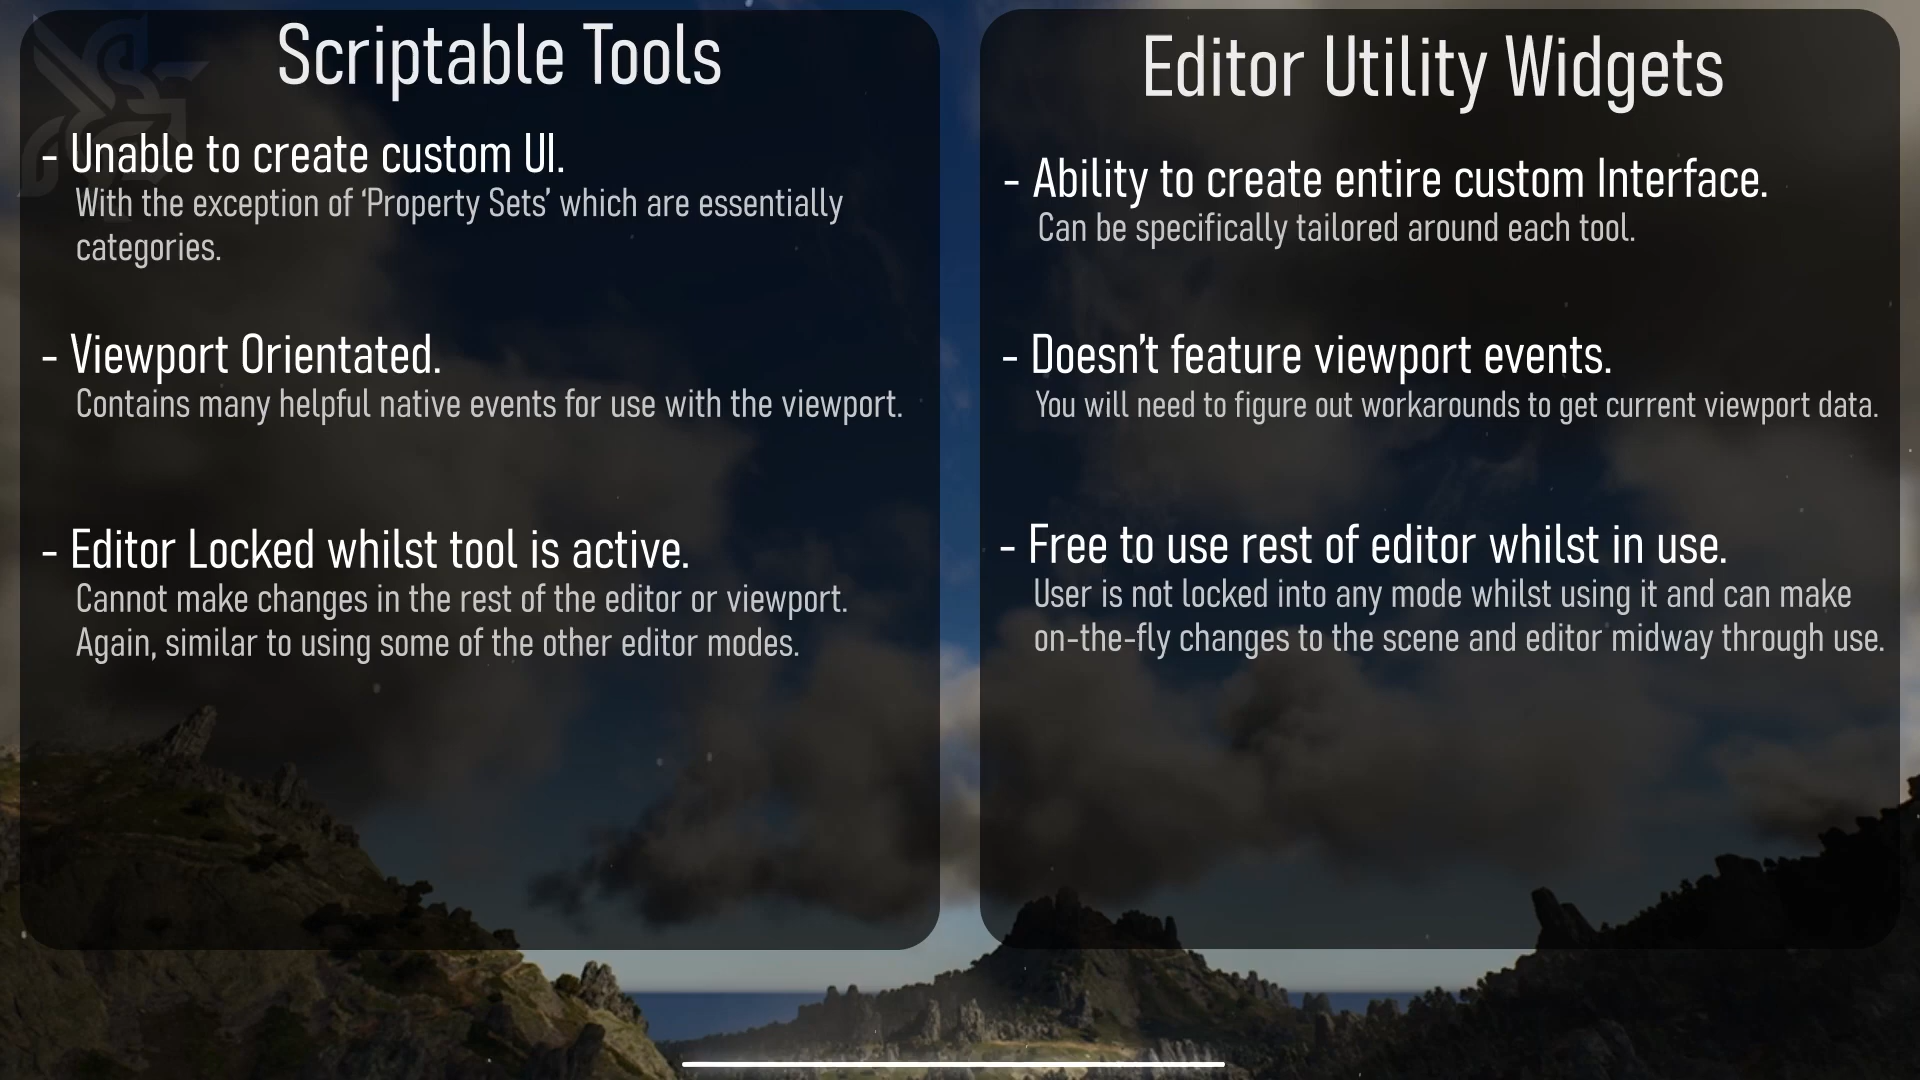 Scriptable Tools
- Unable to create custom UI.
With the exception of ‘Property Sets’ which are essentially
categories.
- Viewport Orientated.
Contains many helpful native events for use with the viewport.
- Editor Locked whilst tool is active.
Cannot make changes in the rest of the editor or viewport.
Again, similar to using some of the other editor modes.
Editor Utility Widgets
- Ability to create entire custom Interface.
Can be specifically tailored around each tool.
- Doesn’t feature viewport events.
You will need to figure out workarounds to get current viewport data.
- Free to use rest of editor whilst in use.
User is not locked into any mode whilst using it and can make
on-the-fly changes to the scene and editor midway through use.